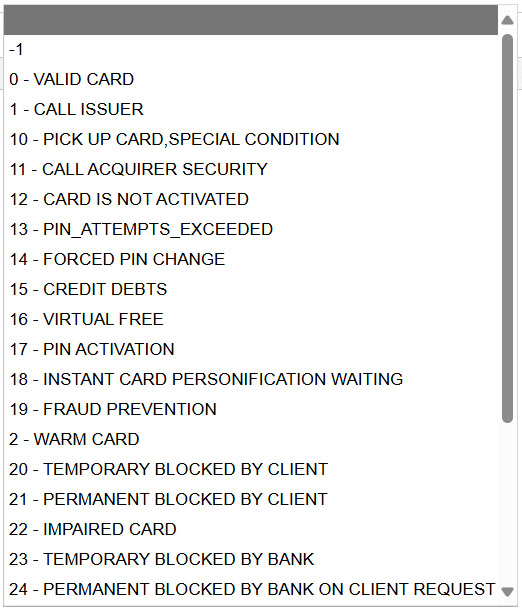 -1
0 - VALID CARD
1 - CALL ISSUER
10 - PICK UP CARD,SPECIAL CONDITION
11 - CALL ACQUIRER SECURITY
12 - CARD IS NOT ACTIVATED
13 - PIN_ATTEMPTS_EXCEEDED
14 - FORCED PIN CHANGE
15 - CREDIT DEBTS
16 - VIRTUAL FREE
17 - PIN ACTIVATION
18 - INSTANT CARD PERSONIFICATION WAITING
19 - FRAUD PREVENTION
2 - WARM CARD
20 - TEMPORARY BLOCKED BY CLIENT
21 - PERMANENT BLOCKED BY CLIENT
22 - IMPAIRED CARD
23 - TEMPORARY BLOCKED BY BANK
24 - PERMANENT BLOCKED BY BANK ON CLIENT REQUEST